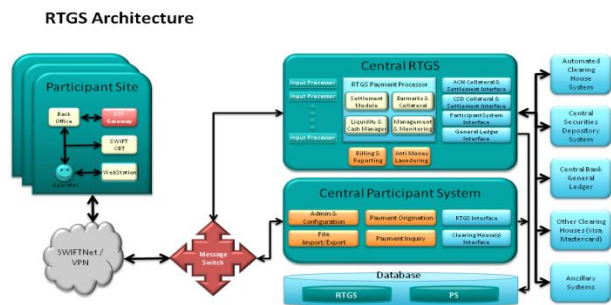 RTGS Architecture
Participant Site
Back
Office
STP
Gateway
SWIFT
CBT
Operator
WebStation
SWIFTNet /
VPN
Message
Switch
Central RTGS
Input Processor
Input Processor
Input Processor
RTGS Payment Processor
Settlement
Module
Earmarks &
Collateral
Liquidity &
Cash Manager
Management
& Monitoring
Billing &
Reporting
Anti Money
Laundering
ACH Collateral &
Settlement Interface
CSD Collateral &
Settlement Interface
Participant System
Interface
General Ledger
Interface
Central Participant System
Admin &
Configuration
Payment Origination
RTGS Interface
File
Import/Export
Payment Inquiry
Clearing House(s)
Interface
Database
RTGS
PS
Automated
Clearing
House
System
Central
Securities
Depository
System
Central Bank
General
Ledger
Other Clearing
Houses (Visa,
Mastercard)
Ancillary
Systems